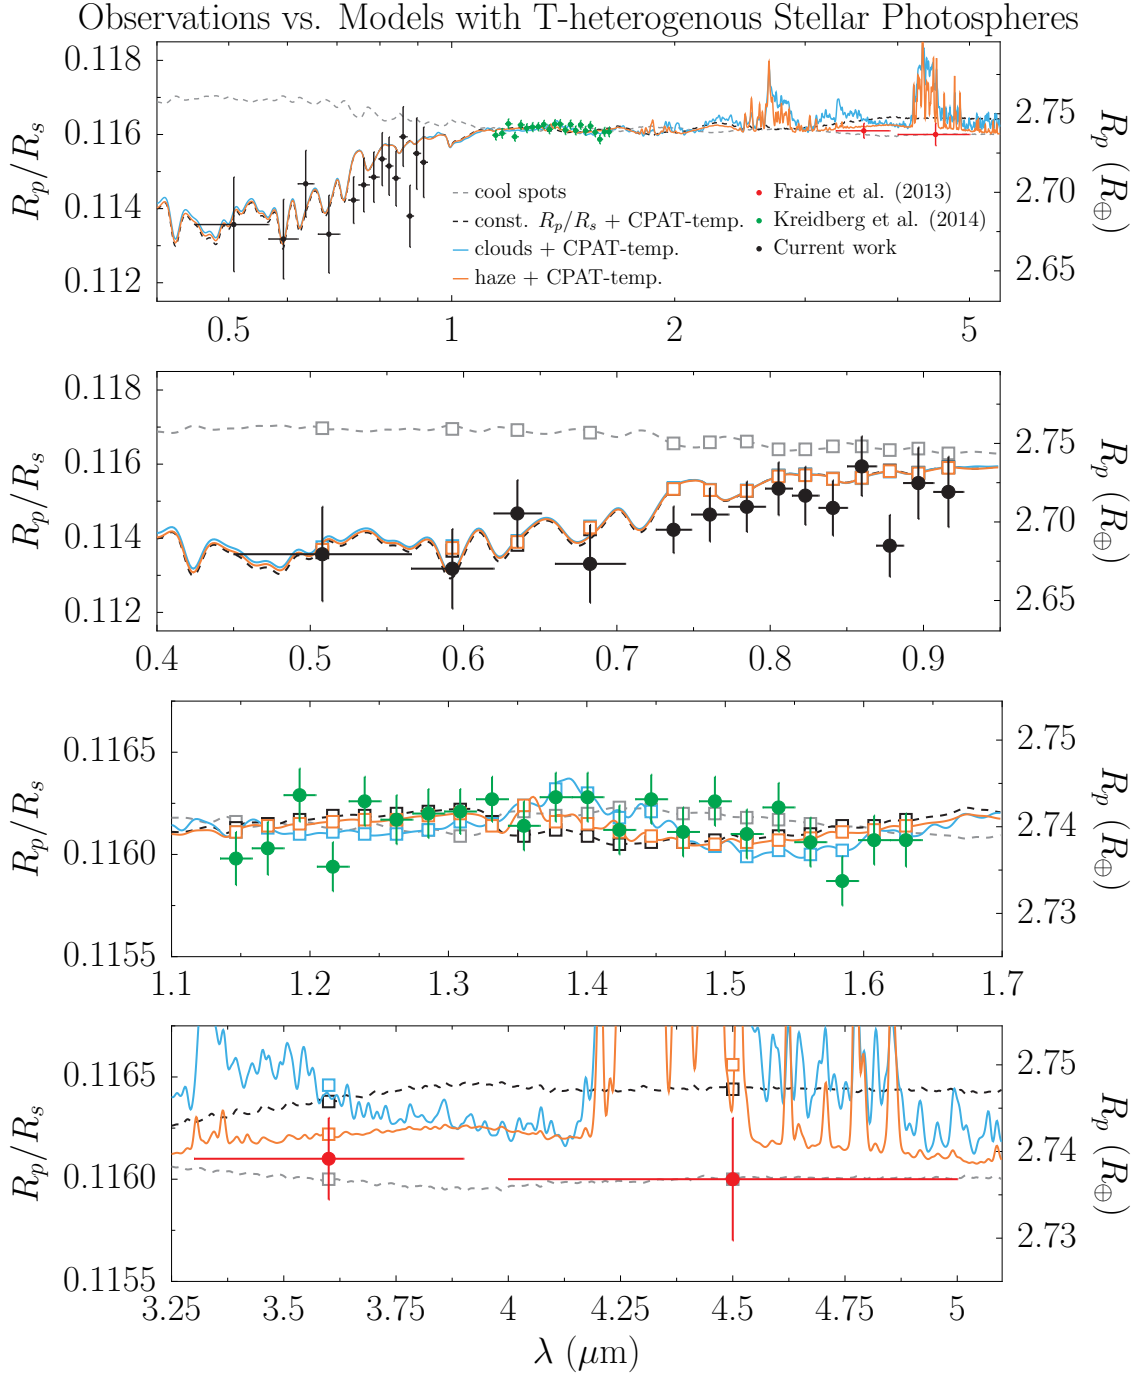 Observations vs. Models with T-heterogenous Stellar Photospheres
0.118
0.116
0.114
0.112
R_p/R_s
2.75
2.70
2.65
R_p (R_⊕)
cool spots
const. R_p/R_s + CPAT-temp.
clouds + CPAT-temp.
haze + CPAT-temp.
Fraine et al. (2013)
Kreidberg et al. (2014)
Current work
0.5 1 2 5
0.118
0.116
0.114
0.112
R_p/R_s
2.75
2.70
2.65
R_p (R_⊕)
0.4 0.5 0.6 0.7 0.8 0.9
0.1165
0.1160
0.1155
R_p/R_s
2.75
2.74
2.73
R_p (R_⊕)
1.1 1.2 1.3 1.4 1.5 1.6 1.7
0.1165
0.1160
0.1155
R_p/R_s
2.75
2.74
2.73
R_p (R_⊕)
3.25 3.5 3.75 4 4.25 4.5 4.75 5
λ (μm)